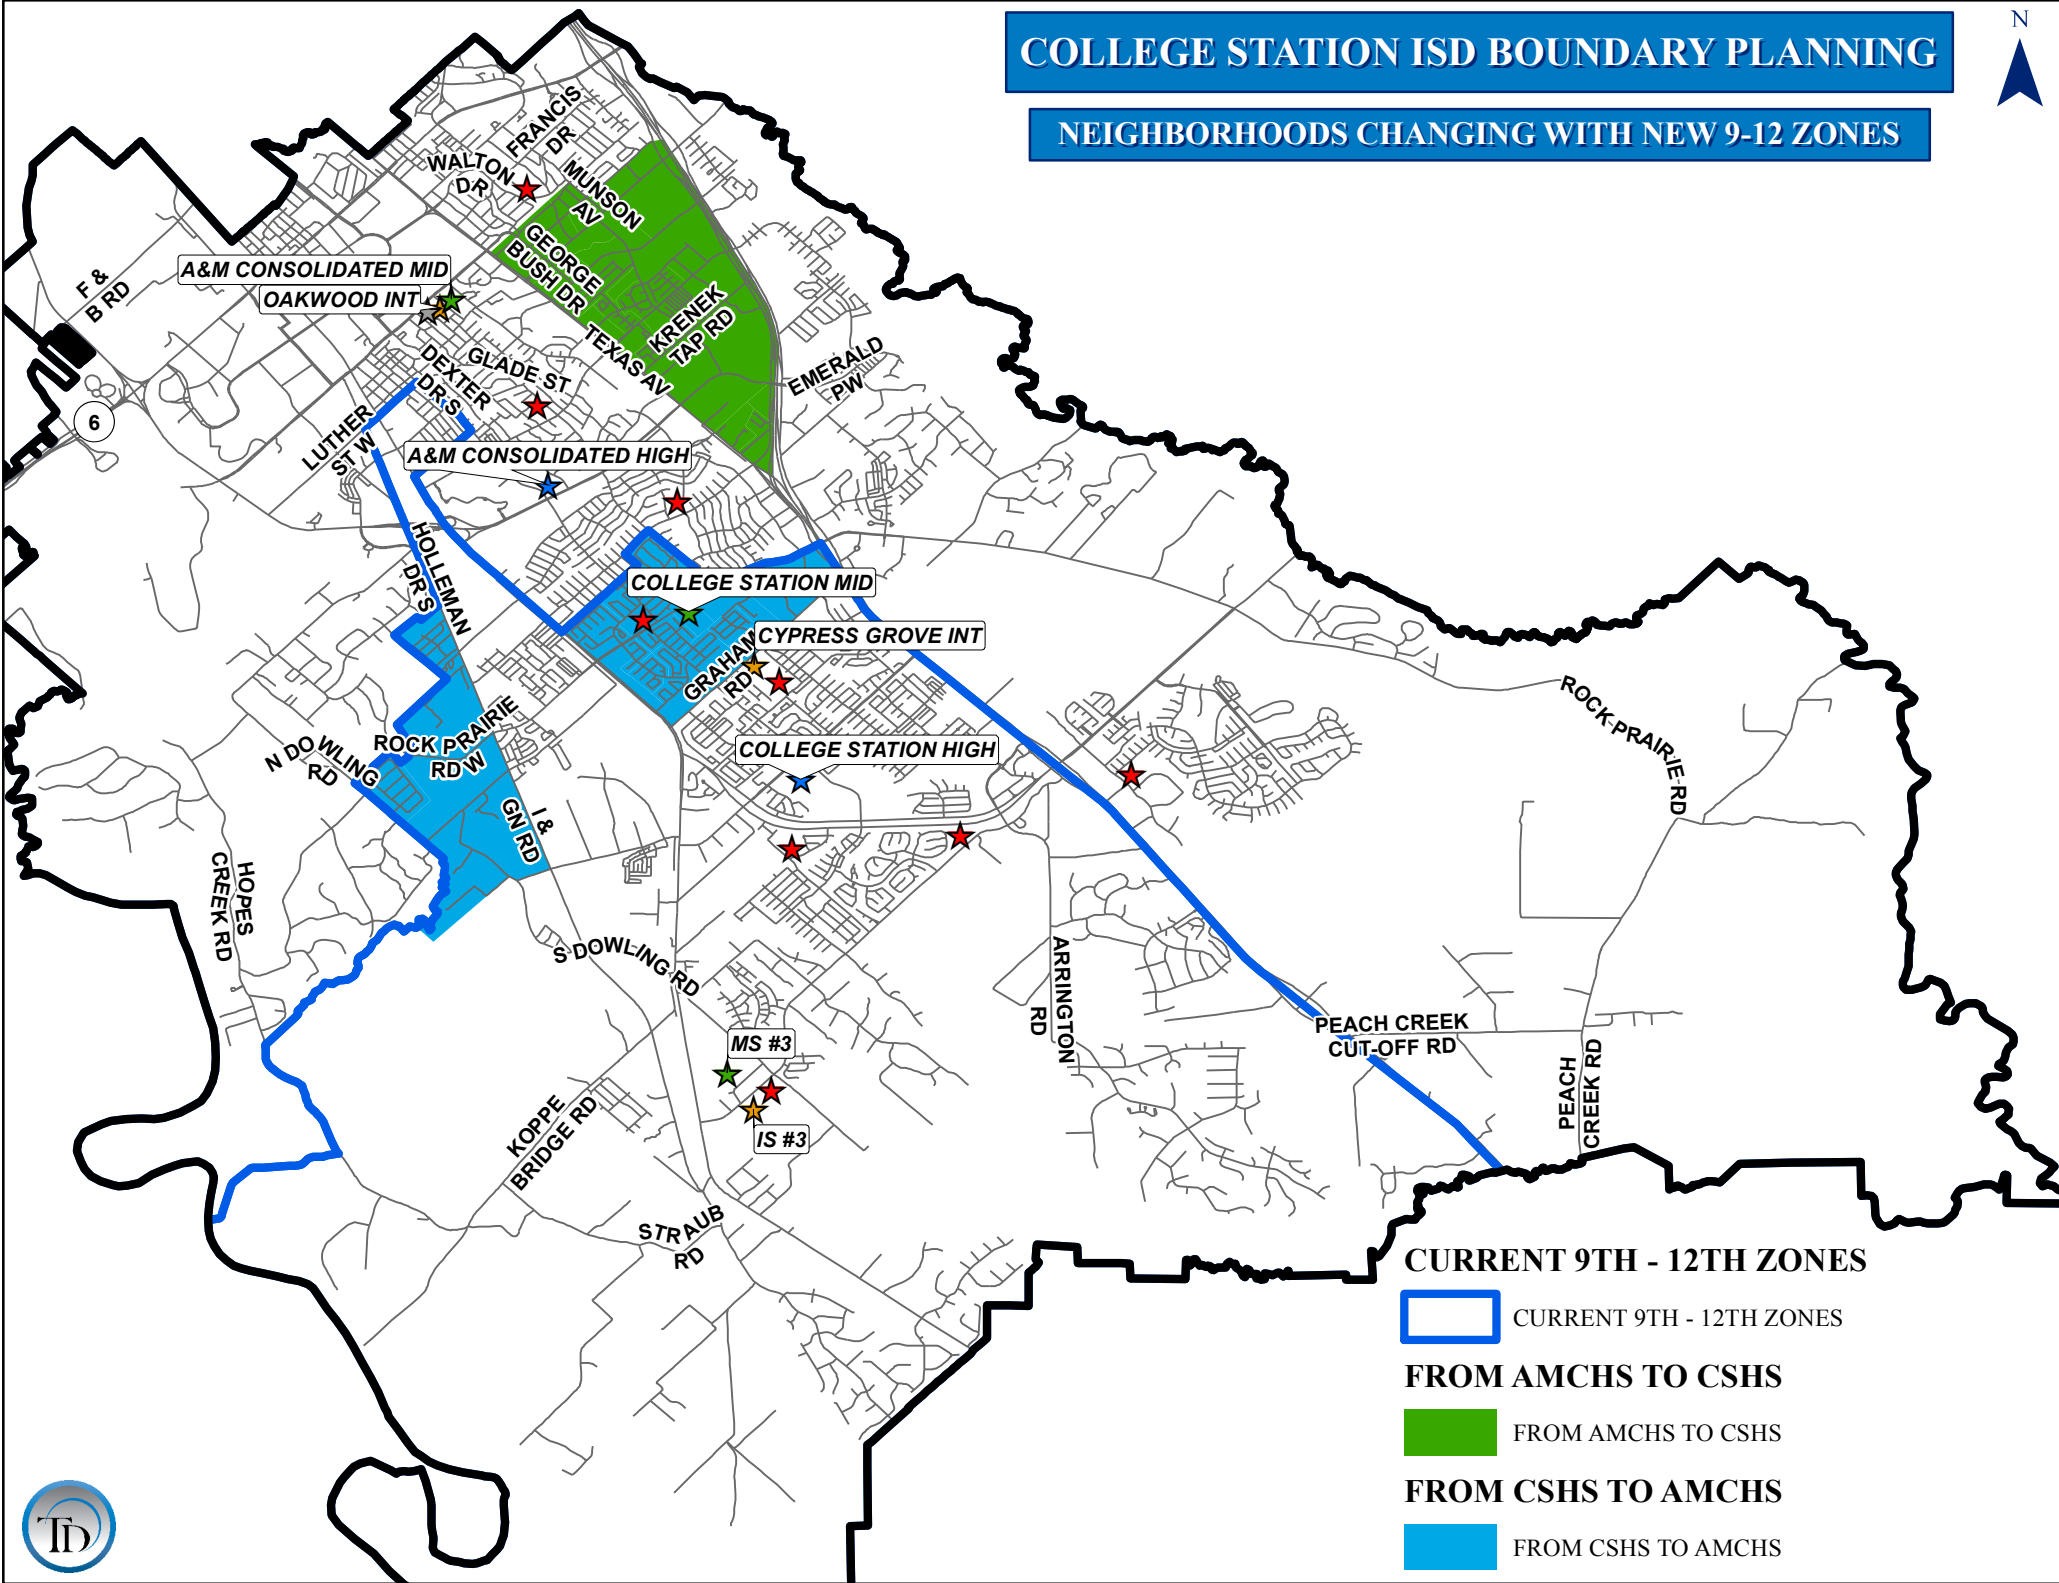 COLLEGE STATION ISD BOUNDARY PLANNING
NEIGHBORHOODS CHANGING WITH NEW 9-12 ZONES
N
FRANCIS
DR
WALTON
DR
MUNSON
AV
GEORGE
BUSH DR
A&M CONSOLIDATED MID
OAKWOOD INT
F &
B RD
KRENEK
TAP RD
TEXAS AV
EMERALD
PW
GLADE ST
DEXTER
DR S
6
LUTHER
ST W
A&M CONSOLIDATED HIGH
HOLLEMAN
DR S
COLLEGE STATION MID
CYPRESS GROVE INT
GRAHAM
RD
ROCK PRAIRIE
RD W
N DOWLING
RD
COLLEGE STATION HIGH
ROCK PRAIRIE RD
I &
GN RD
HOPES
CREEK RD
S DOWLING RD
ARRINGTON
RD
PEACH CREEK
CUT-OFF RD
PEACH
CREEK RD
MS #3
IS #3
KOPPE
BRIDGE RD
STRAUB
RD
CURRENT 9TH - 12TH ZONES
CURRENT 9TH - 12TH ZONES
FROM AMCHS TO CSHS
FROM AMCHS TO CSHS
FROM CSHS TO AMCHS
FROM CSHS TO AMCHS
TD